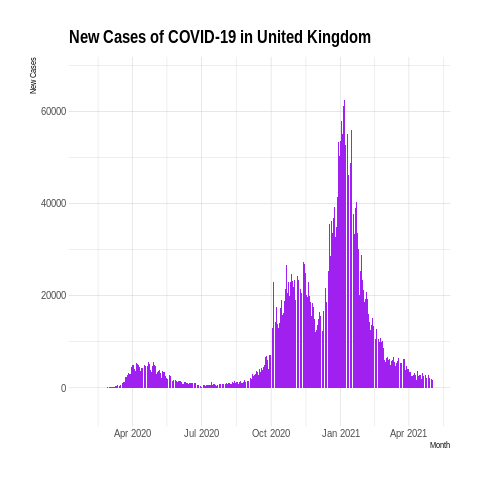 New Cases of COVID-19 in United Kingdom
New Cases
60000
40000
20000
0
Apr 2020 Jul 2020 Oct 2020 Jan 2021 Apr 2021
Month